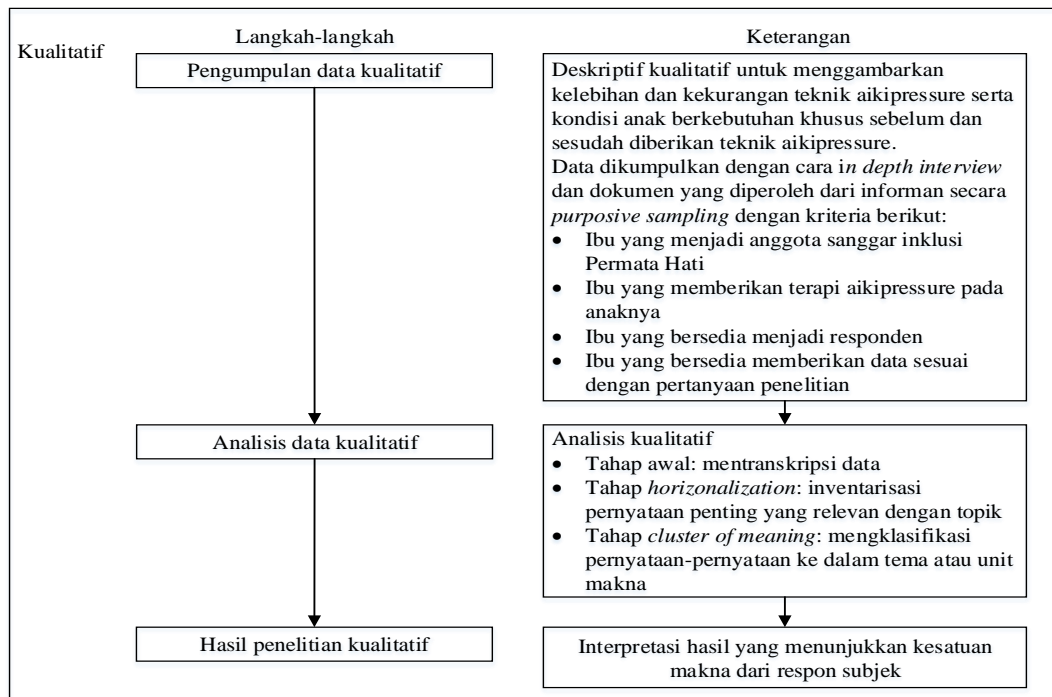 Kualitatif
Langkah-langkah
Keterangan
Pengumpulan data kualitatif
Deskriptif kualitatif untuk menggambarkan
kelebihan dan kekurangan teknik aikipressure serta
kondisi anak berkebutuhan khusus sebelum dan
sesudah diberikan teknik aikipressure.
Data dikumpulkan dengan cara in depth interview
dan dokumen yang diperoleh dari informan secara
purposive sampling dengan kriteria berikut:
• Ibu yang menjadi anggota sanggar inklusi
Permata Hati
• Ibu yang memberikan terapi aikipressure pada
anaknya
• Ibu yang bersedia menjadi responden
• Ibu yang bersedia memberikan data sesuai
dengan pertanyaan penelitian
Analisis data kualitatif
Analisis kualitatif
• Tahap awal: mentranskripsi data
• Tahap horizonalization: inventarisasi
pernyataan penting yang relevan dengan topik
• Tahap cluster of meaning: mengklasifikasi
pernyataan-pernyataan ke dalam tema atau unit
makna
Hasil penelitian kualitatif
Interpretasi hasil yang menunjukkan kesatuan
makna dari respon subjek